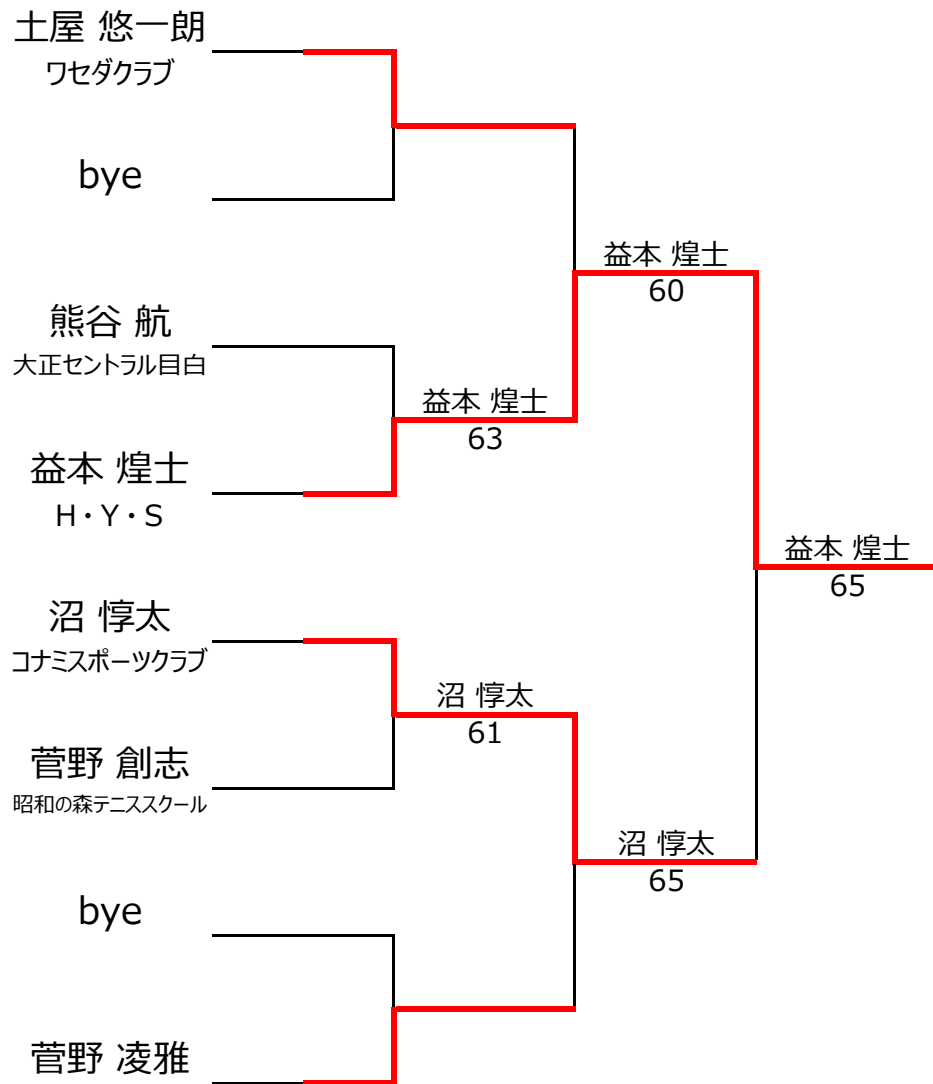 土屋 悠一朗
ワセダクラブ
bye
熊谷 航
大正セントラル目白
益本 煌士
H・Y・S
沼 惇太
コナミスポーツクラブ
菅野 創志
昭和の森テニススクール
bye
菅野 凌雅
益本 煌士
63
沼 惇太
61
益本 煌士
60
沼 惇太
65
益本 煌士
65